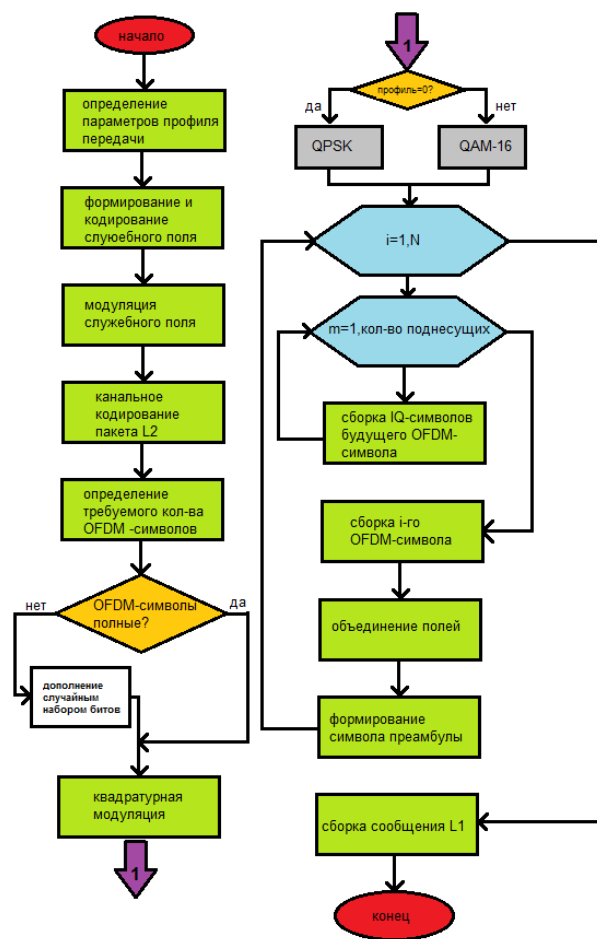 начало
определение
параметров профиля
передачи
формирование и
кодирование
слуюебного поля
модуляция
служебного поля
канальное
кодирование
пакета L2
определение
требуемого кол-ва
OFDM -символов
нет
OFDM-символы
полные?
да
дополнение
случайным
набором битов
квадратурная
модуляция
1
1
профиль=0?
да
нет
QPSK
QAM-16
i=1,N
m=1,кол-во поднесущих
сборка IQ-символов
будущего OFDM-
символа
сборка i-го
OFDM-символа
объединение полей
формирование
символа преамбулы
сборка сообщения L1
конец